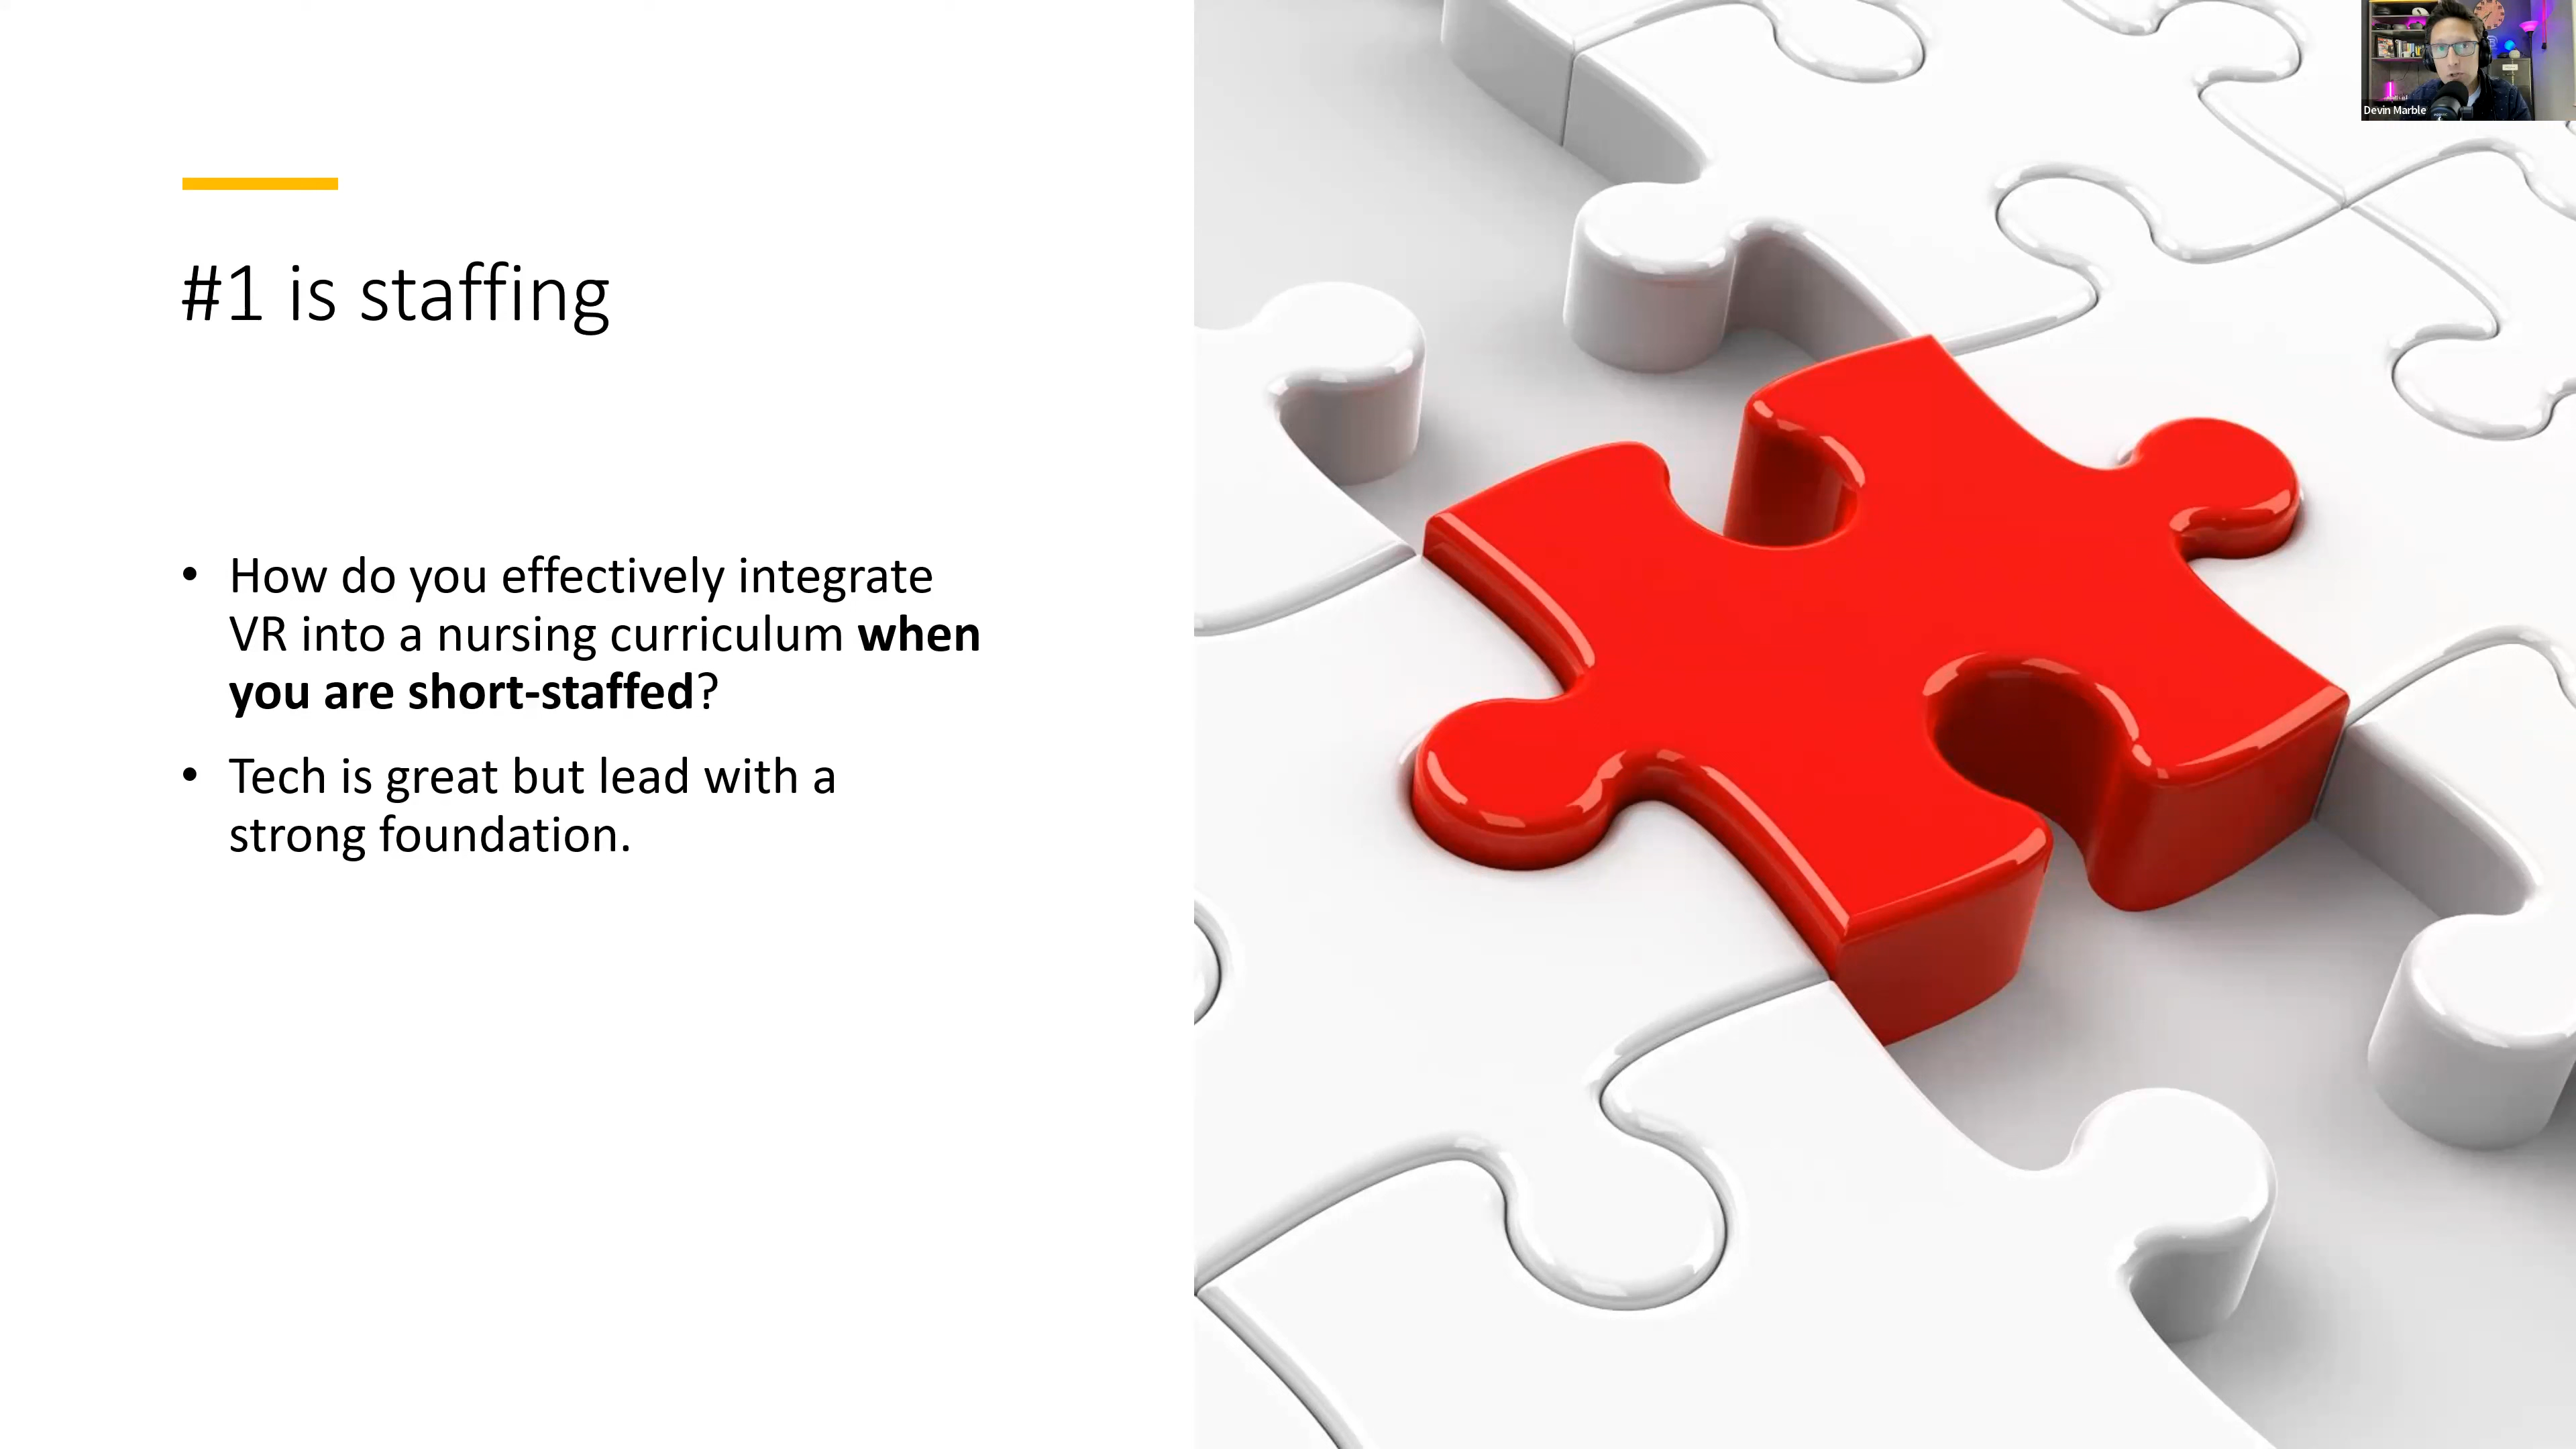 #1 is staffing
• How do you effectively integrate
VR into a nursing curriculum when
you are short-staffed?
• Tech is great but lead with a
strong foundation.
Devin Marble